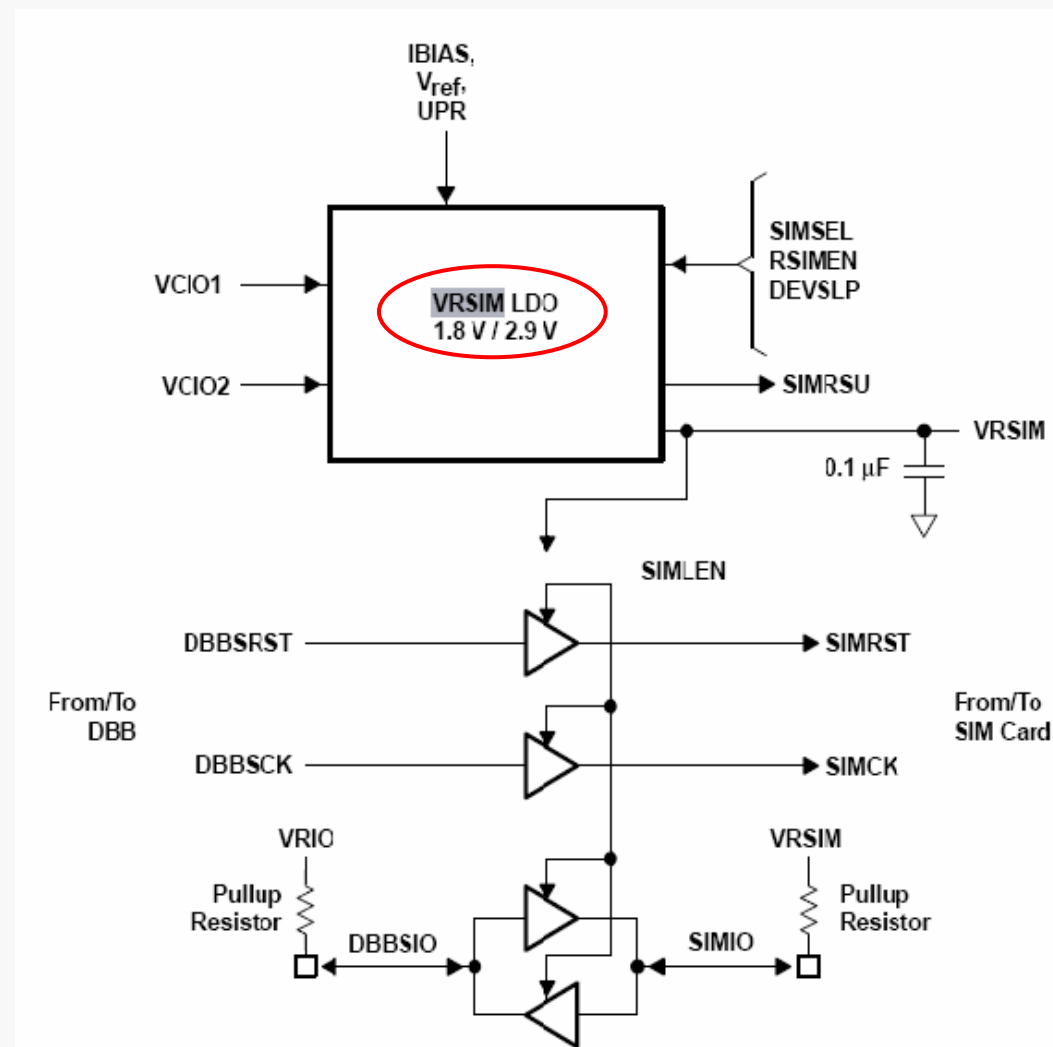 IBIAS,
Vref,
UPR
SIMSEL
RSIMEN
DEVSLP
VCIO1
VRSIM LDO
1.8 V / 2.9 V
VCIO2
SIMRSU
VRSIM
0.1 µF
SIMLEN
DBBSRST
SIMRST
From/To
DBB
From/To
SIM Card
DBBSCK
SIMCK
VRIO
VRSIM
Pullup
Resistor
Pullup
Resistor
DBBSIO
SIMIO